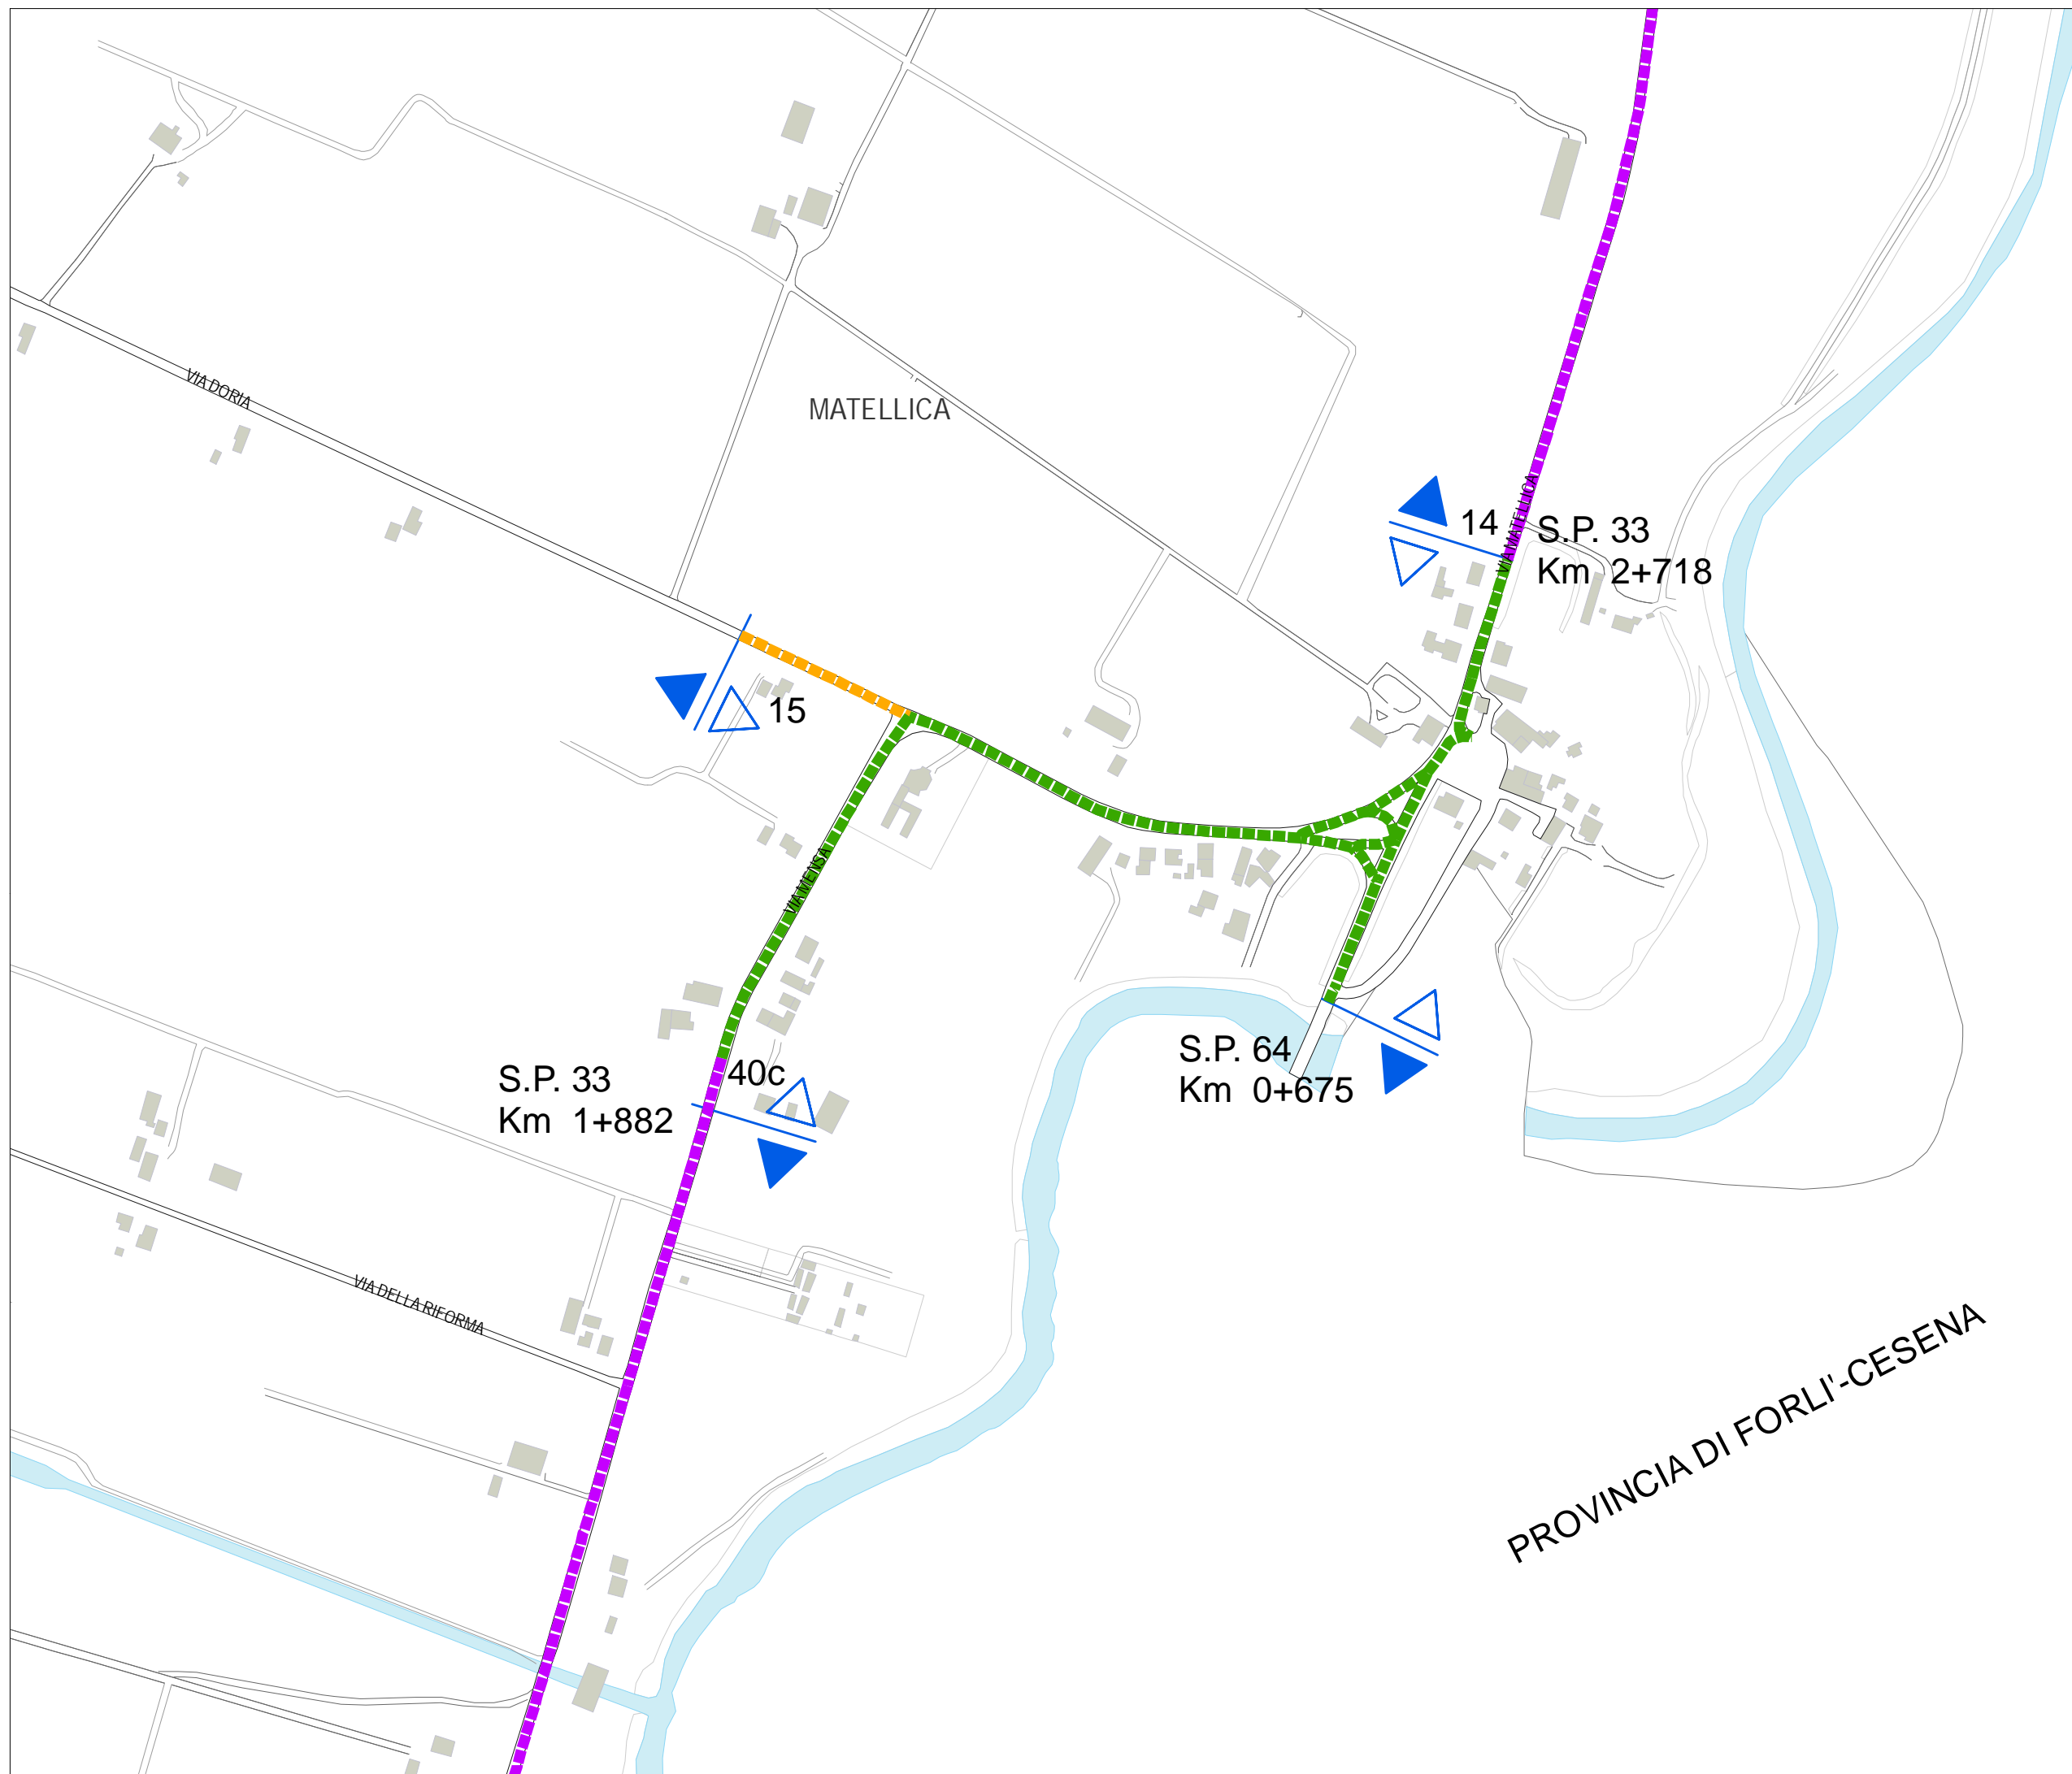 VIA DORIA
MATELLICA
14
VIA MATELLICA
S.P. 33
Km 2+718
15
VIA MENSA
S.P. 64
Km 0+675
40c
S.P. 33
Km 1+882
VIA DELLA RIFORMA
PROVINCIA DI FORLI'-CESENA